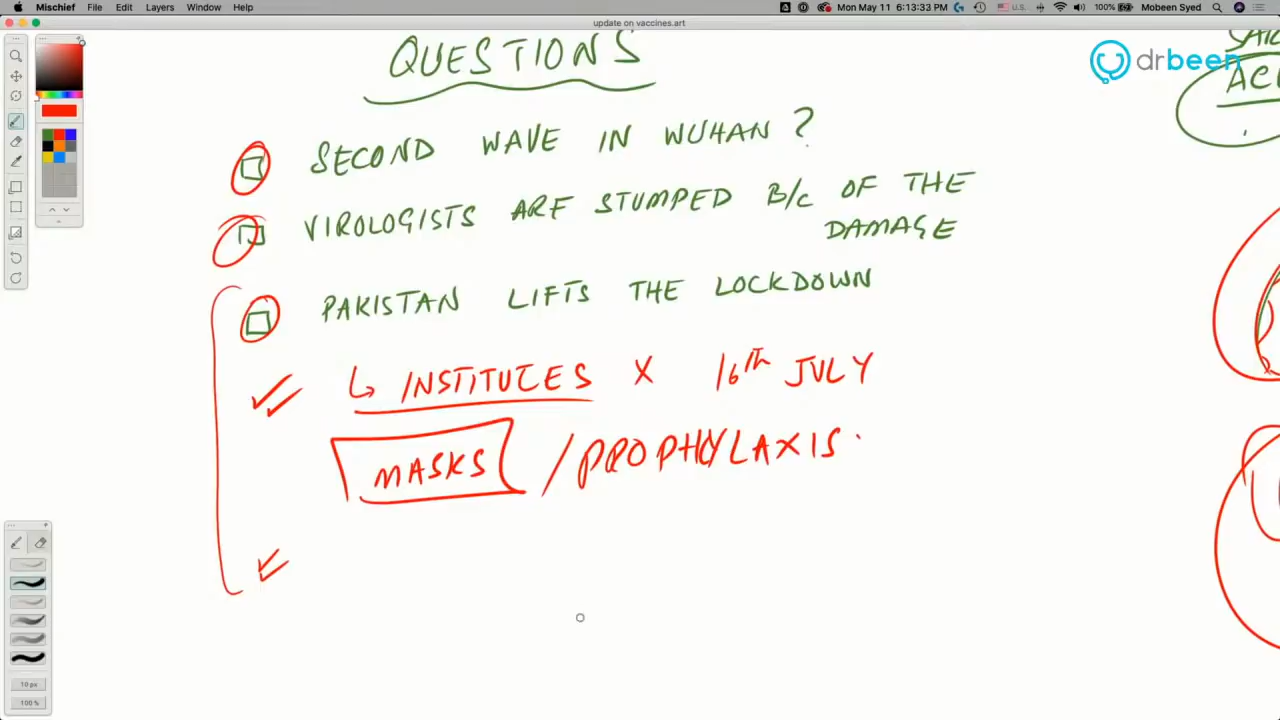 Mischief File Edit Layers Window Help
Mon May 11 6:13:33 PM U.S. 100% Mobeen Syed
update on vaccines.art
drbeen
QUESTIONS
SECOND WAVE IN WUHAN ?
VIROLOGISTS ARE STUMPED B/C OF THE
DAMAGE
PAKISTAN LIFTS THE LOCKDOWN
↳ INSTITUTES X 16th JULY
MASKS / PROPHYLAXIS.
10 px
100 %